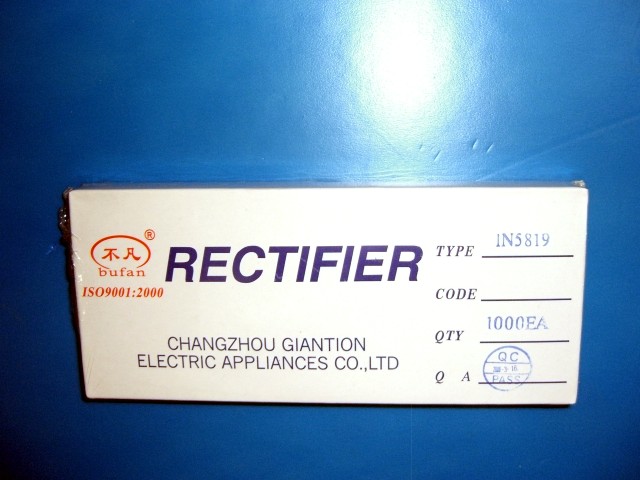 不凡 ®
bufan
ISO9001:2000
RECTIFIER
CHANGZHOU GIANTION
ELECTRIC APPLIANCES CO.,LTD
TYPE 1N5819
CODE
QTY 1000EA
Q A
QC
PASS